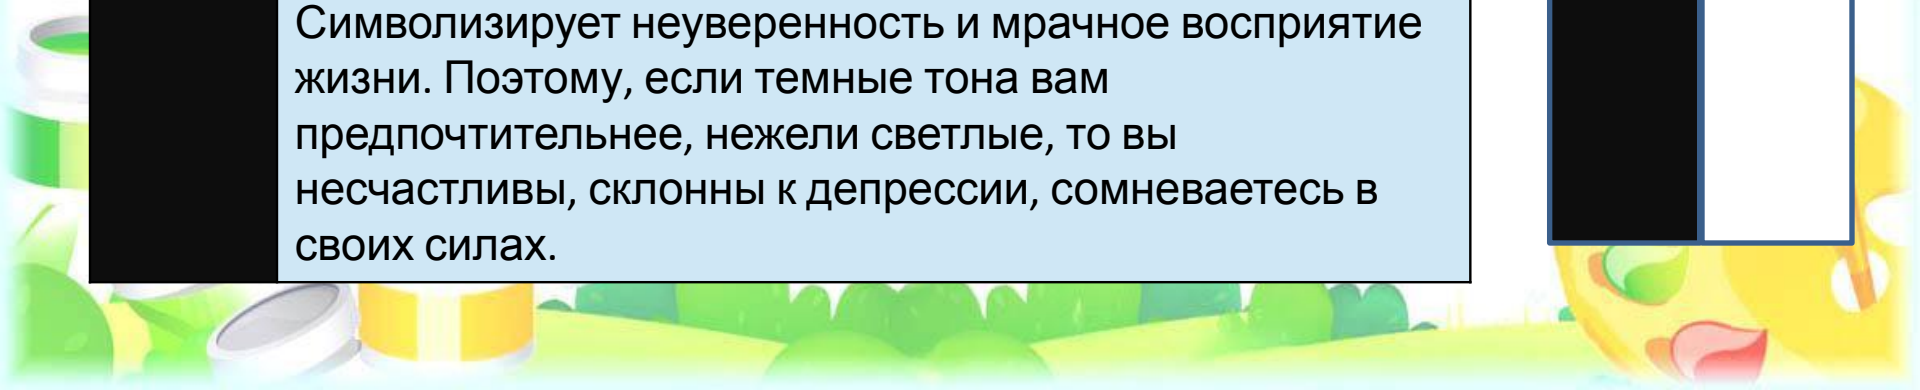 Символизирует неуверенность и мрачное восприятие
жизни. Поэтому, если темные тона вам
предпочтительнее, нежели светлые, то вы
несчастливы, склонны к депрессии, сомневаетесь в
своих силах.